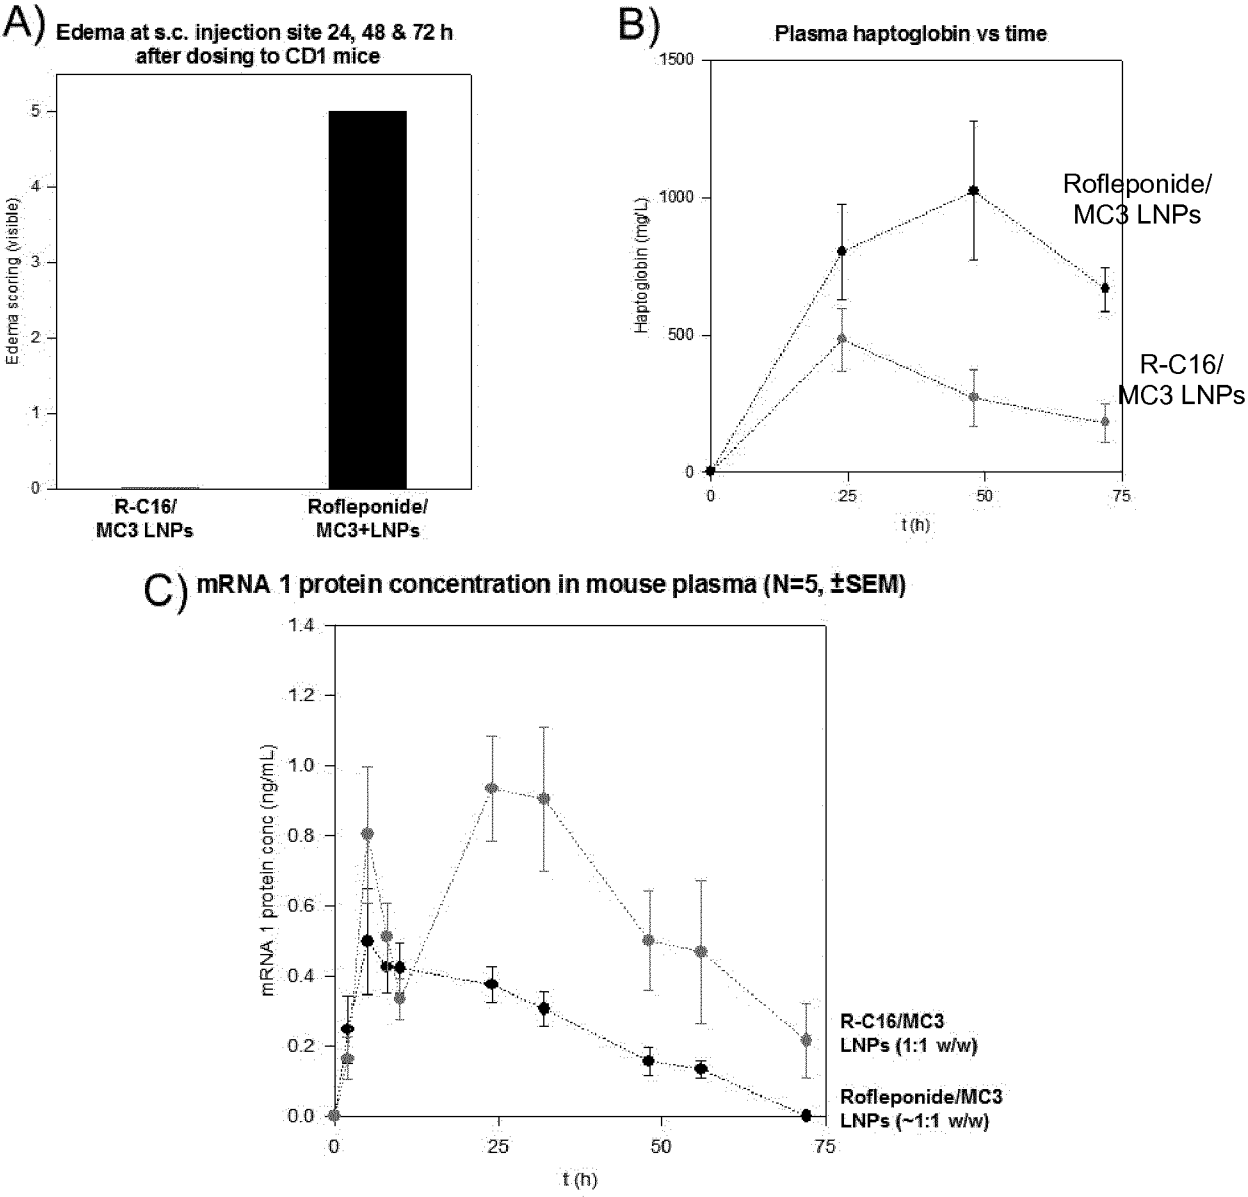 A)
Edema at s.c. injection site 24, 48 & 72 h
after dosing to CD1 mice
Edema scoring (visible)
5
4
3
2
1
0
R-C16/
MC3 LNPs
Rofleponide/
MC3+LNPs
B)
Plasma haptoglobin vs time
Haptoglobin (mg/L)
1500
1000
500
0
0
25
50
75
t (h)
Rofleponide/
MC3 LNPs
R-C16/
MC3 LNPs
C)
mRNA 1 protein concentration in mouse plasma (N=5, ±SEM)
mRNA 1 protein conc (ng/mL)
1.4
1.2
1.0
0.8
0.6
0.4
0.2
0.0
0
25
50
75
t (h)
R-C16/MC3
LNPs (1:1 w/w)
Rofleponide/MC3
LNPs (~1:1 w/w)